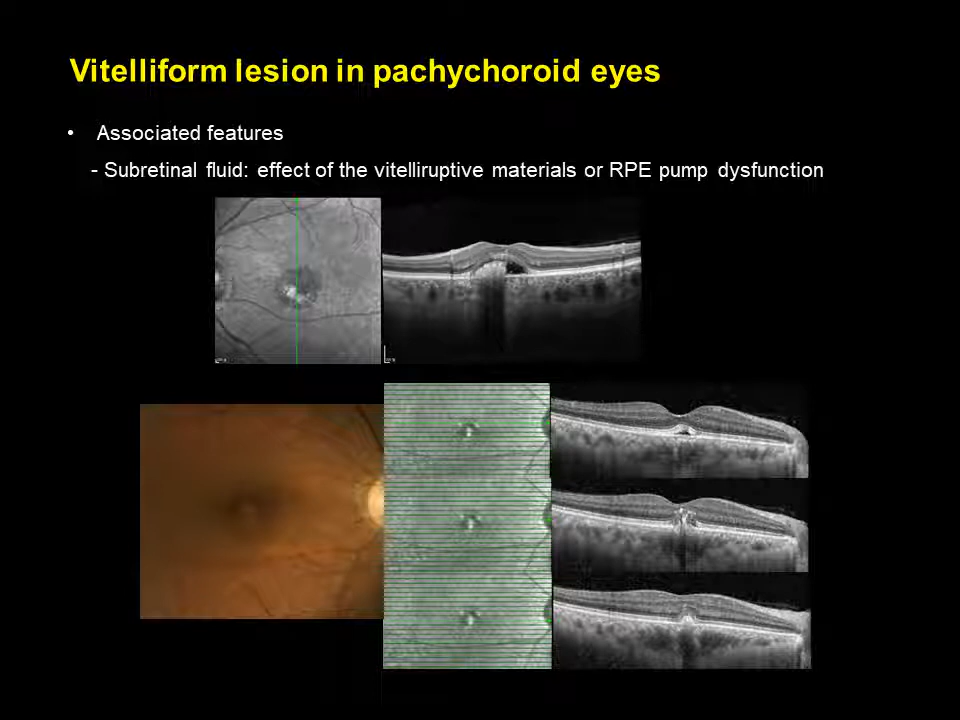 Vitelliform lesion in pachychoroid eyes
• Associated features
- Subretinal fluid: effect of the vitelliruptive materials or RPE pump dysfunction